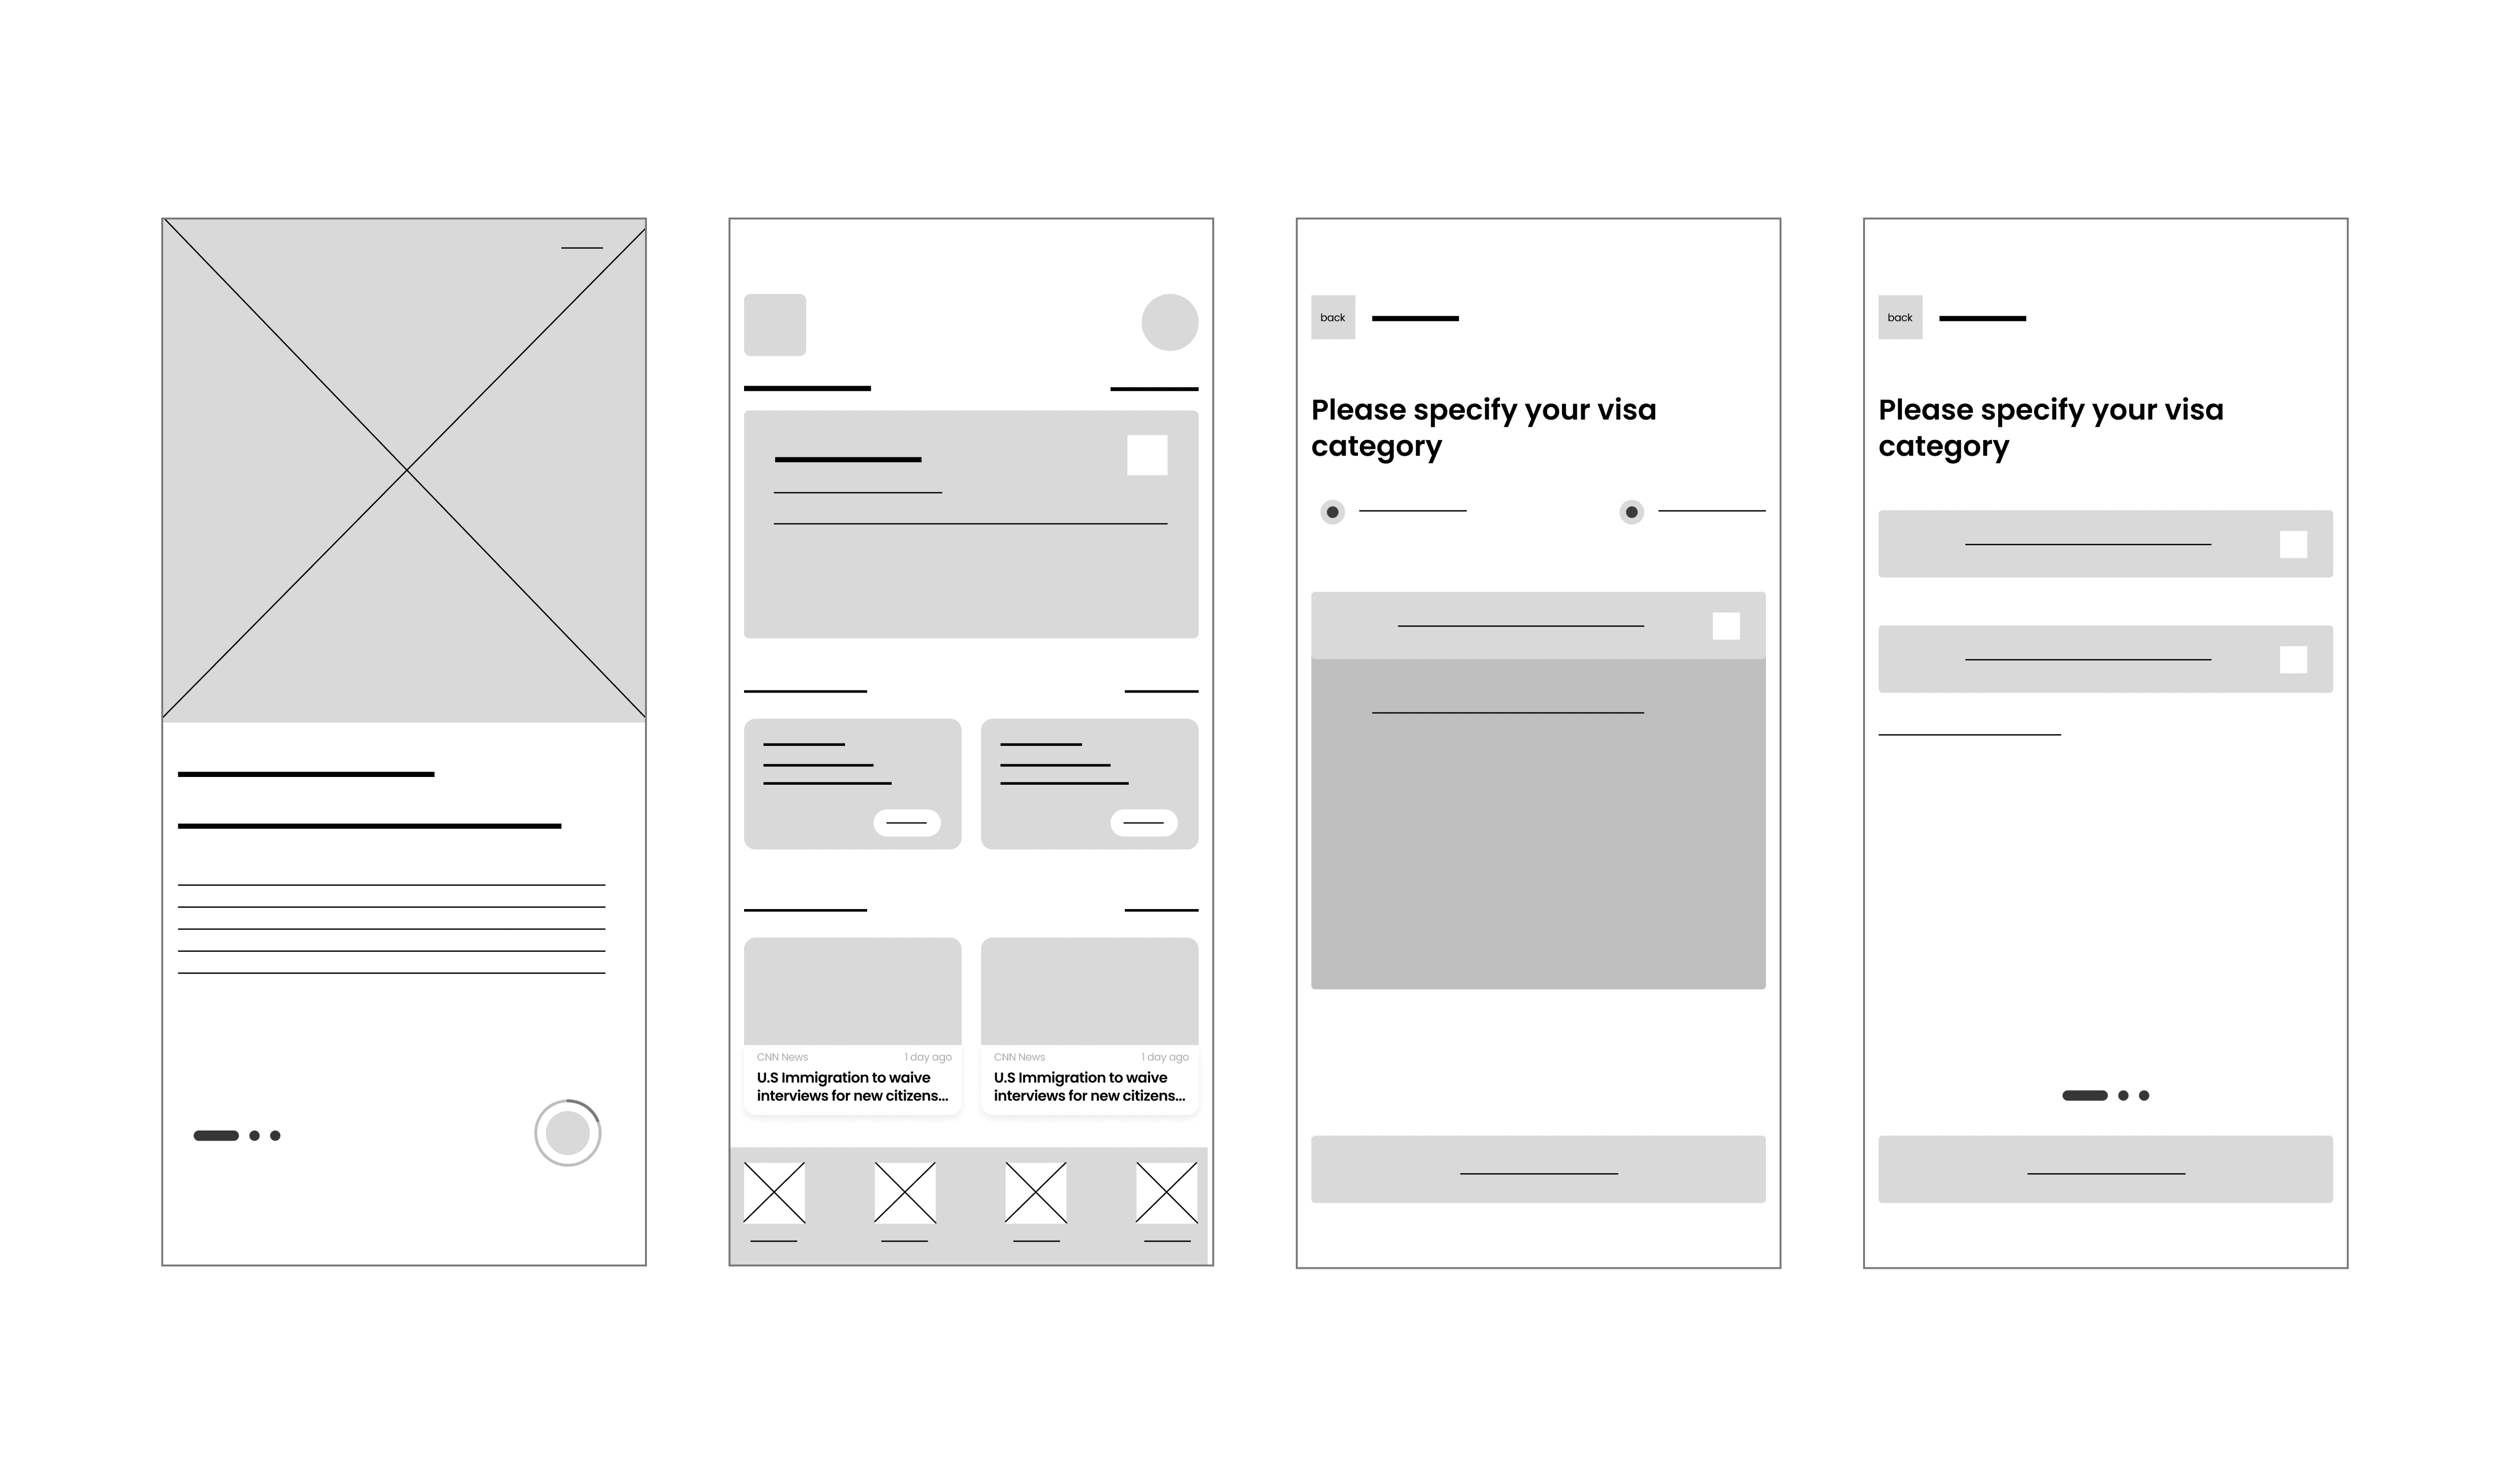 CNN News 1 day ago
U.S Immigration to waive
interviews for new citizens...
CNN News 1 day ago
U.S Immigration to waive
interviews for new citizens...
back
Please specify your visa
category
back
Please specify your visa
category